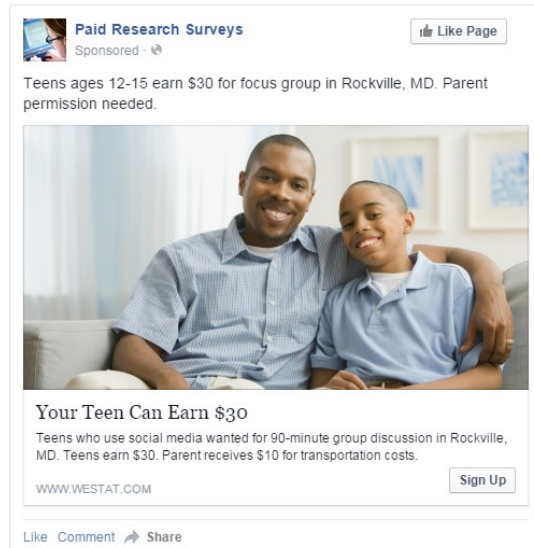 Paid Research Surveys
Like Page
Sponsored ·
Teens ages 12-15 earn $30 for focus group in Rockville, MD. Parent
permission needed.
Your Teen Can Earn $30
Teens who use social media wanted for 90-minute group discussion in Rockville,
MD. Teens earn $30. Parent receives $10 for transportation costs.
WWW.WESTAT.COM
Sign Up
Like Comment Share